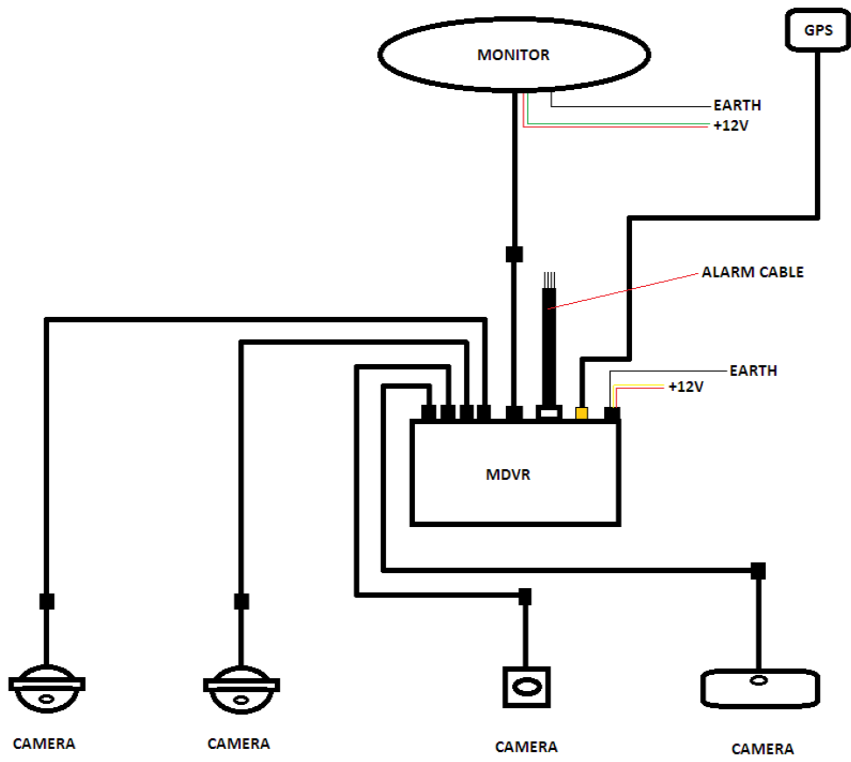 GPS
MONITOR
EARTH
+12V
ALARM CABLE
EARTH
+12V
MDVR
CAMERA
CAMERA
CAMERA
CAMERA